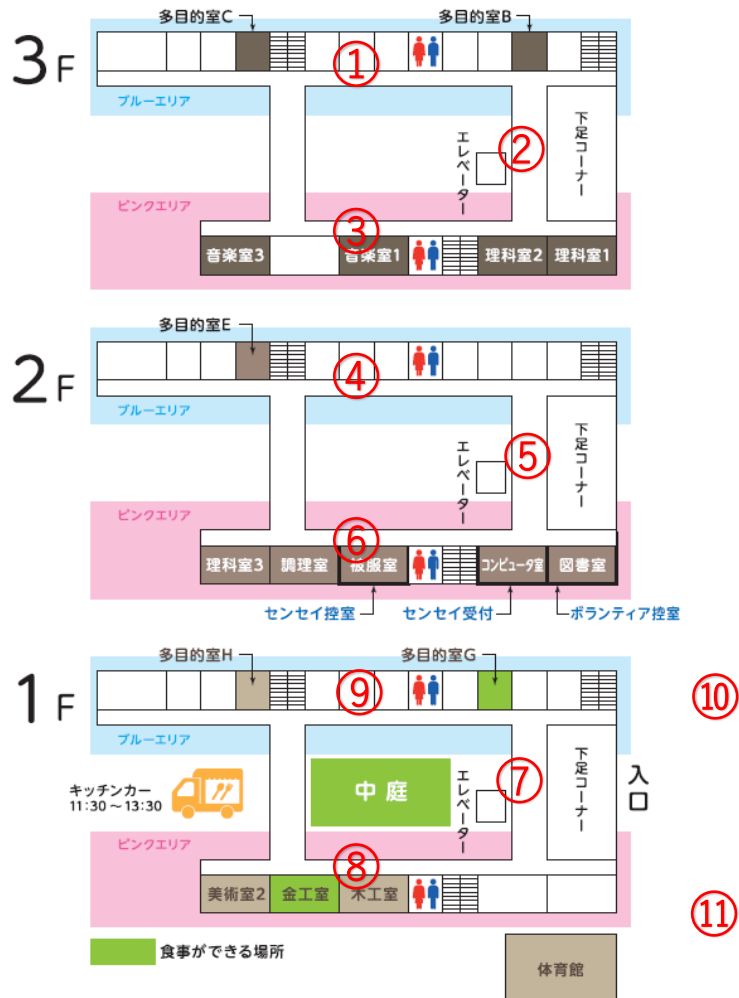 多目的室C
多目的室B
3F
①
ブルーエリア
エレベーター
②
下足コーナー
ピンクエリア
③
音楽室3
音楽室1
理科室2
理科室1
多目的室E
2F
④
ブルーエリア
エレベーター
⑤
下足コーナー
ピンクエリア
⑥
理科室3
調理室
被服室
コンピュータ室
図書室
センセイ控室
センセイ受付
ボランティア控室
多目的室H
多目的室G
1F
⑨
⑩
ブルーエリア
キッチンカー
11:30～13:30
中庭
エレベーター
⑦
下足コーナー
入口
ピンクエリア
⑧
美術室2
金工室
木工室
⑪
食事ができる場所
体育館